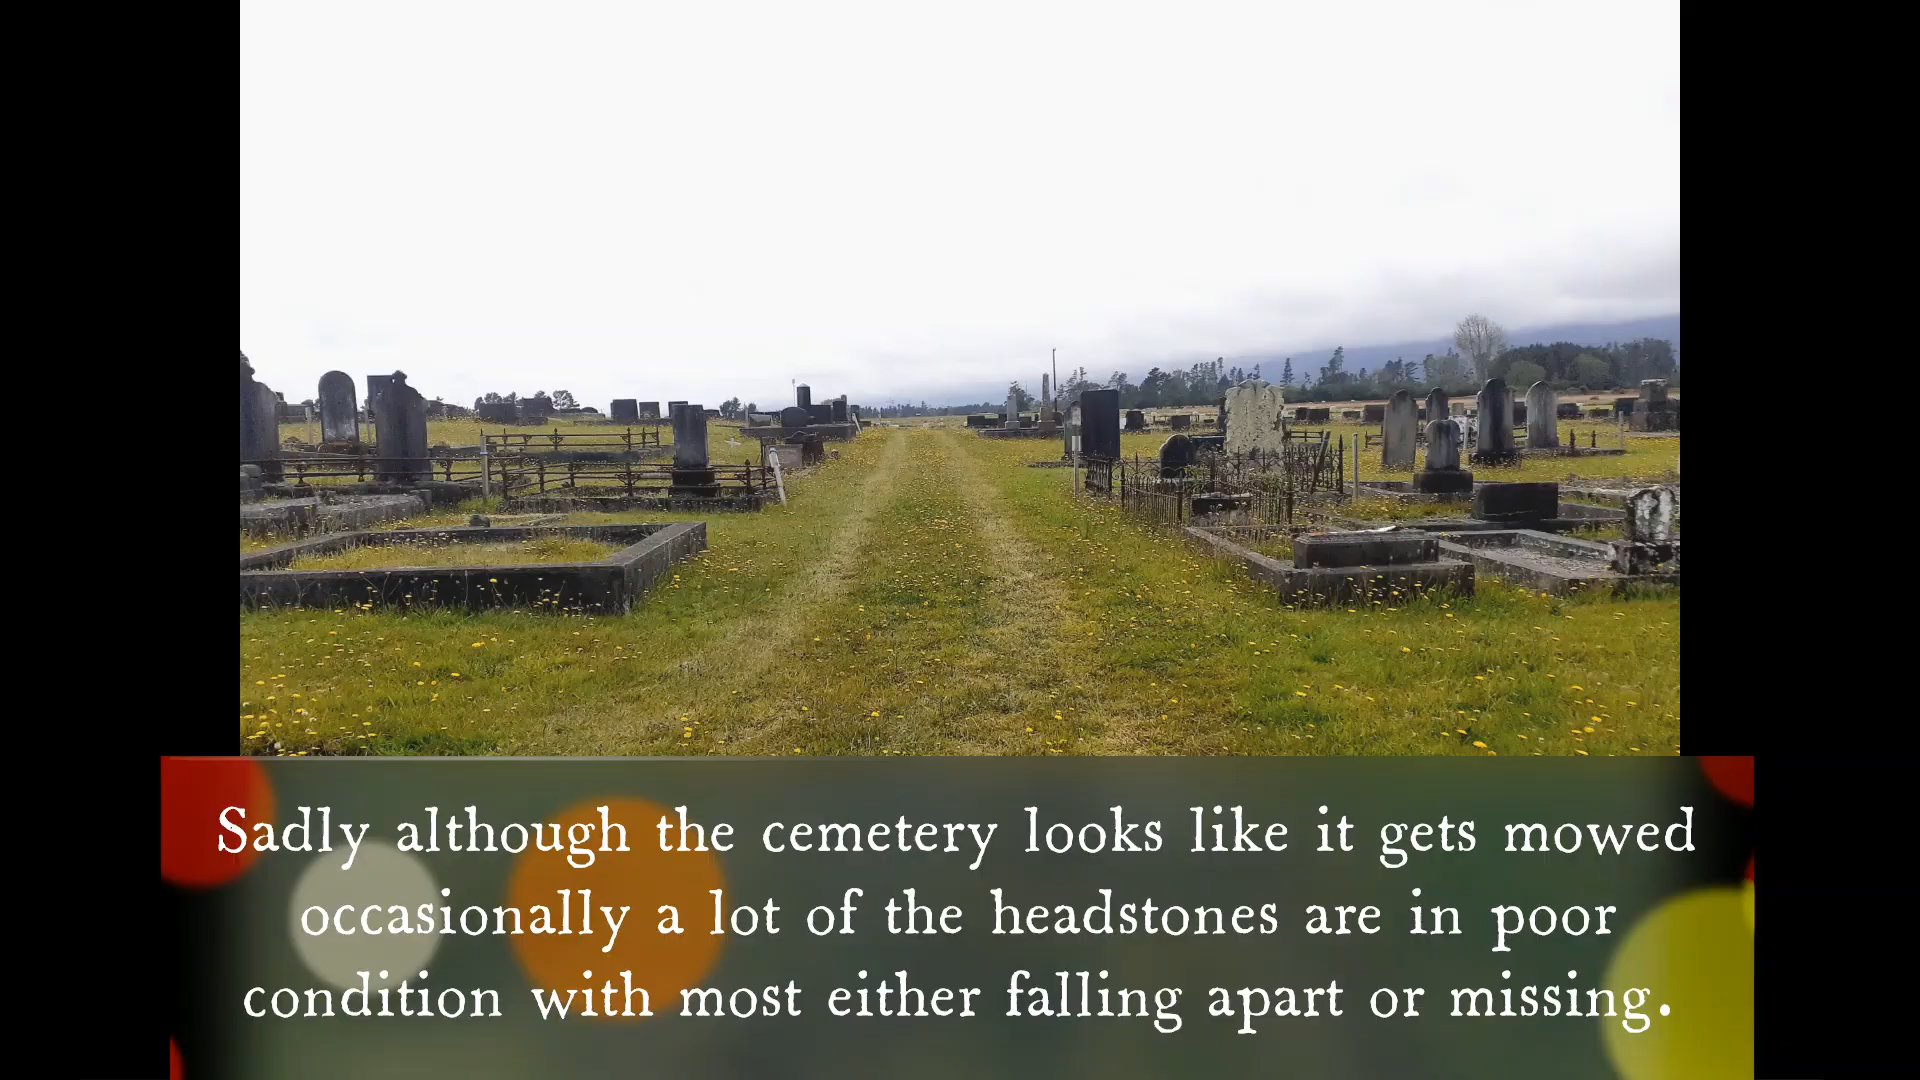 Sadly although the cemetery looks like it gets mowed
occasionally a lot of the headstones are in poor
condition with most either falling apart or missing.